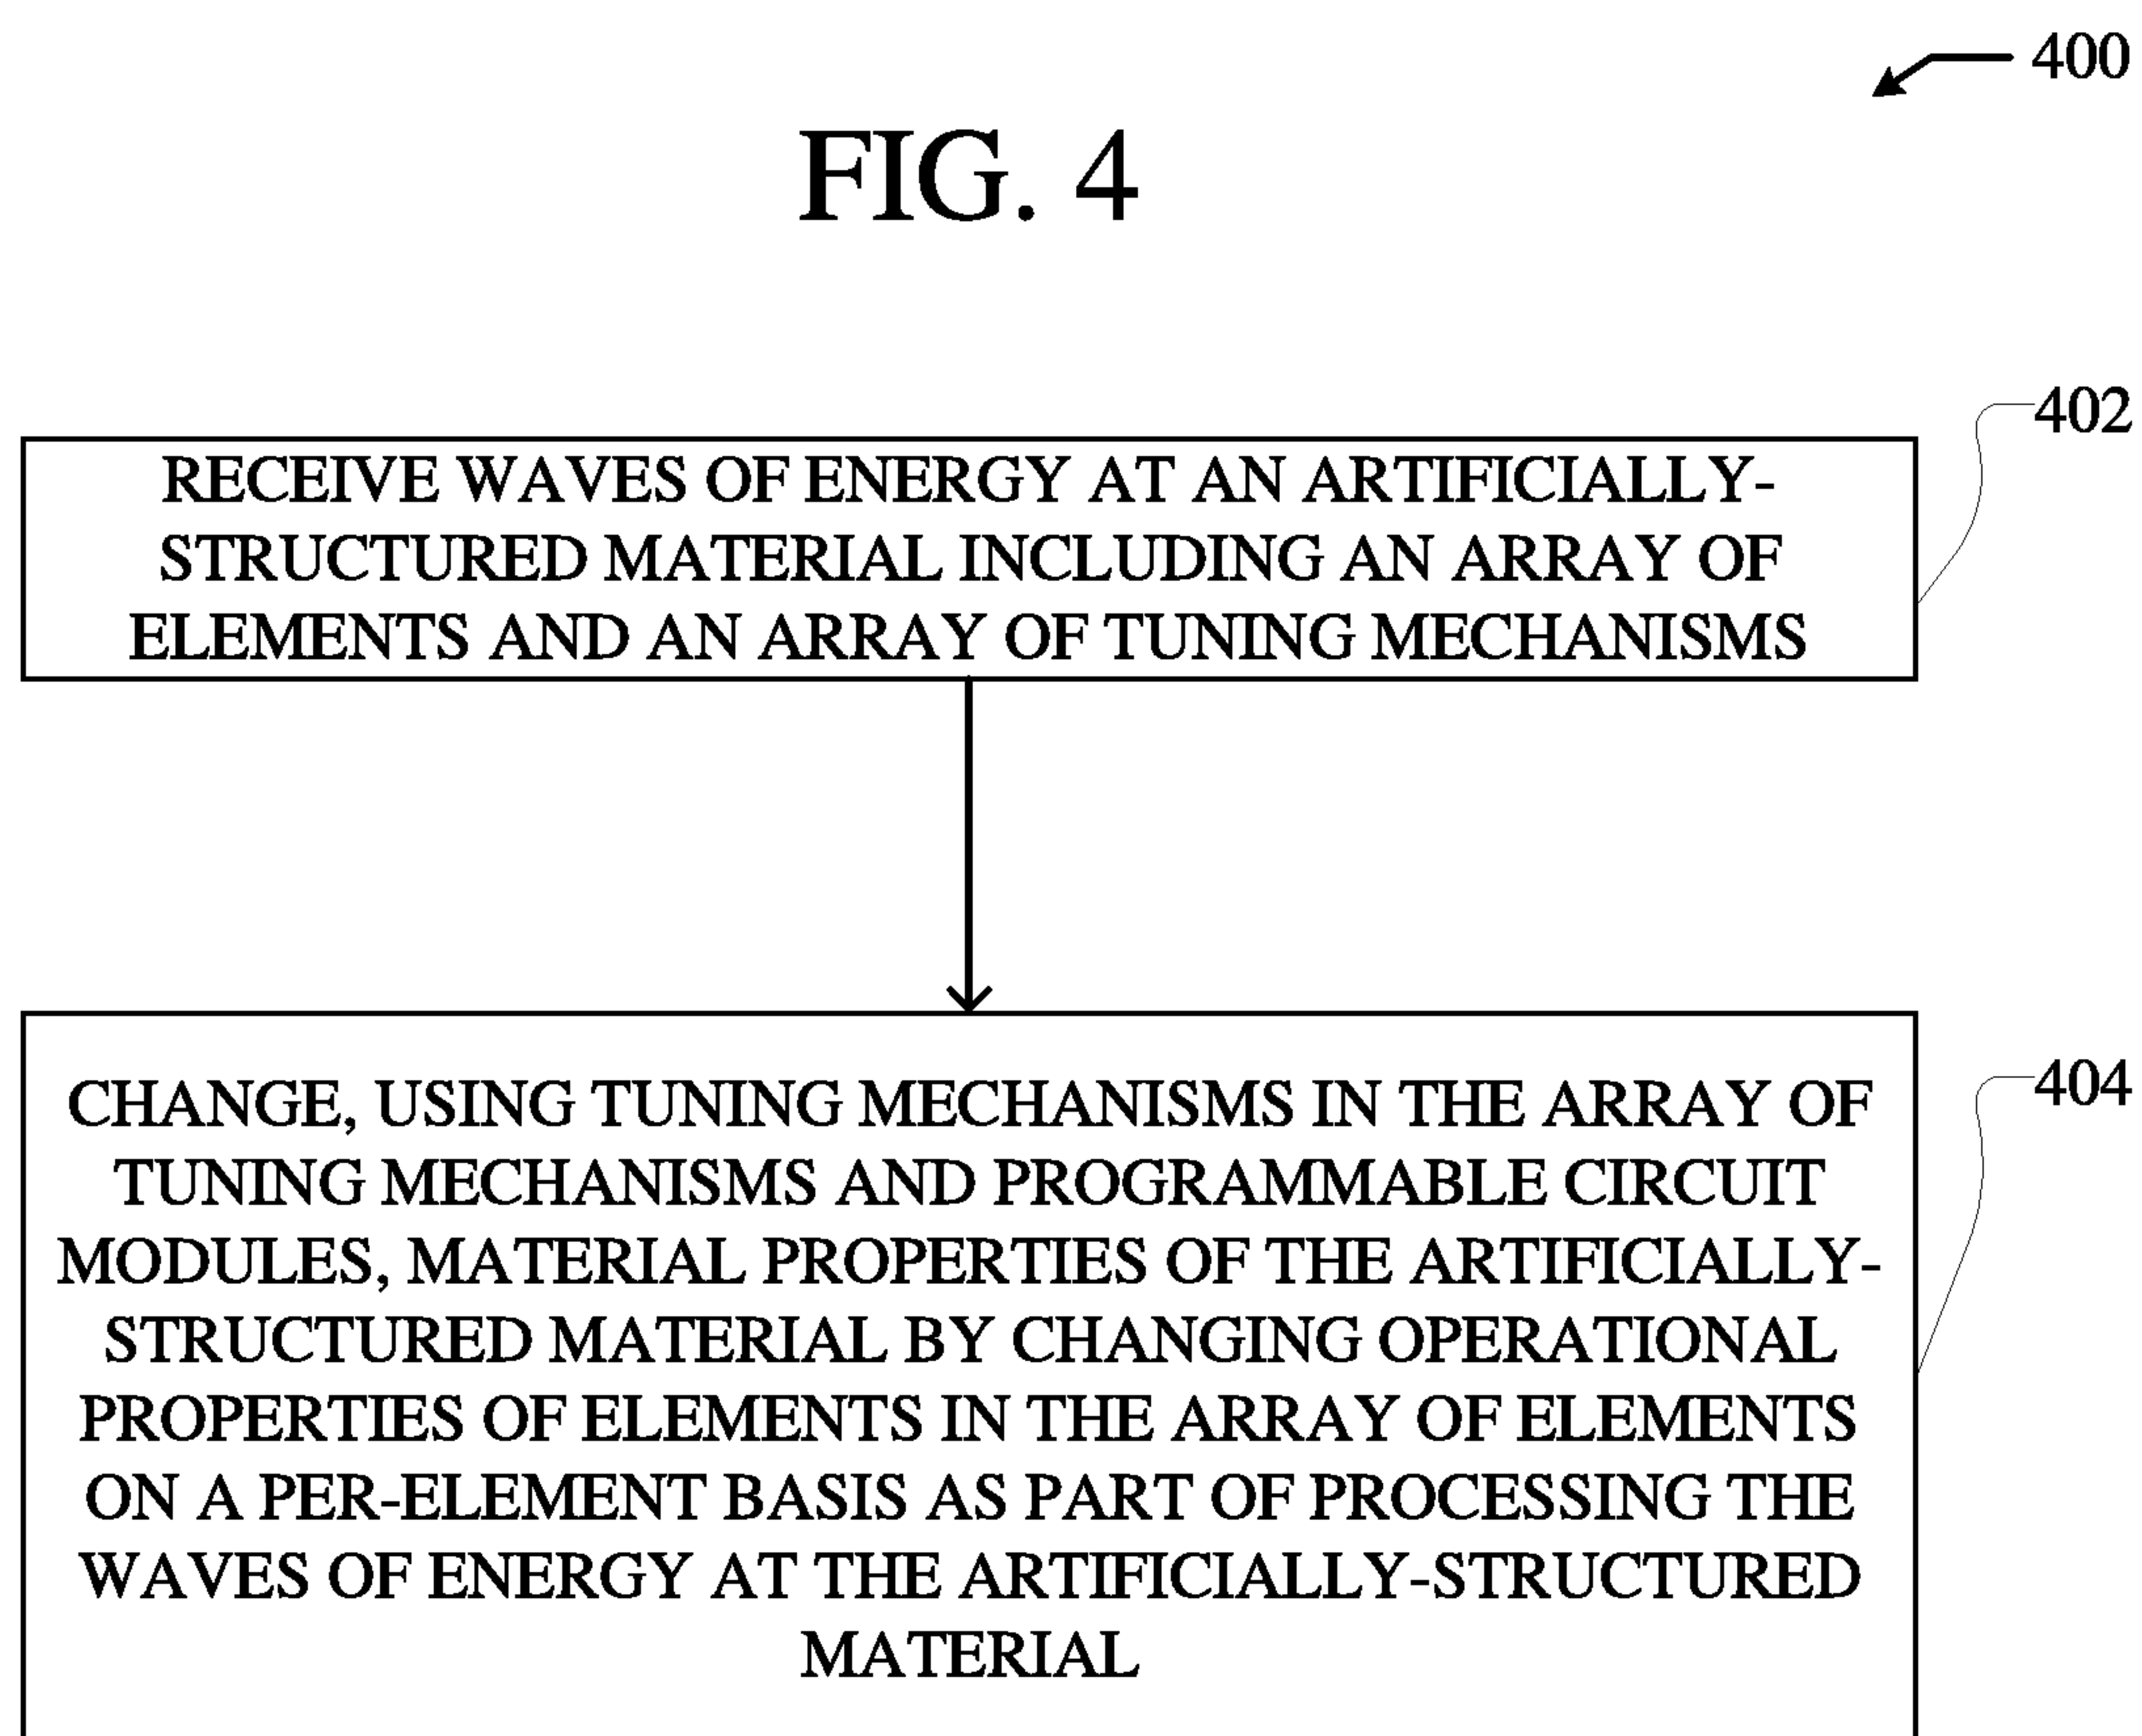 400
FIG. 4
402
RECEIVE WAVES OF ENERGY AT AN ARTIFICIALLY-
STRUCTURED MATERIAL INCLUDING AN ARRAY OF
ELEMENTS AND AN ARRAY OF TUNING MECHANISMS
404
CHANGE, USING TUNING MECHANISMS IN THE ARRAY OF
TUNING MECHANISMS AND PROGRAMMABLE CIRCUIT
MODULES, MATERIAL PROPERTIES OF THE ARTIFICIALLY-
STRUCTURED MATERIAL BY CHANGING OPERATIONAL
PROPERTIES OF ELEMENTS IN THE ARRAY OF ELEMENTS
ON A PER-ELEMENT BASIS AS PART OF PROCESSING THE
WAVES OF ENERGY AT THE ARTIFICIALLY-STRUCTURED
MATERIAL